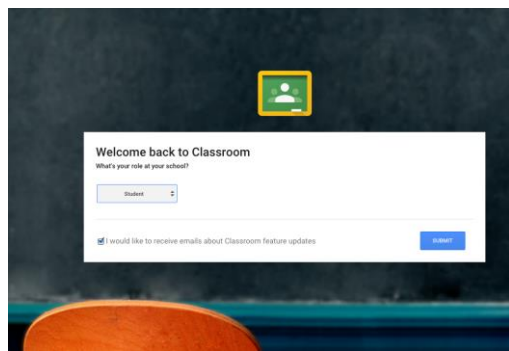 Welcome back to Classroom
What's your role at your school?
Student
I would like to receive emails about Classroom feature updates
SUBMIT